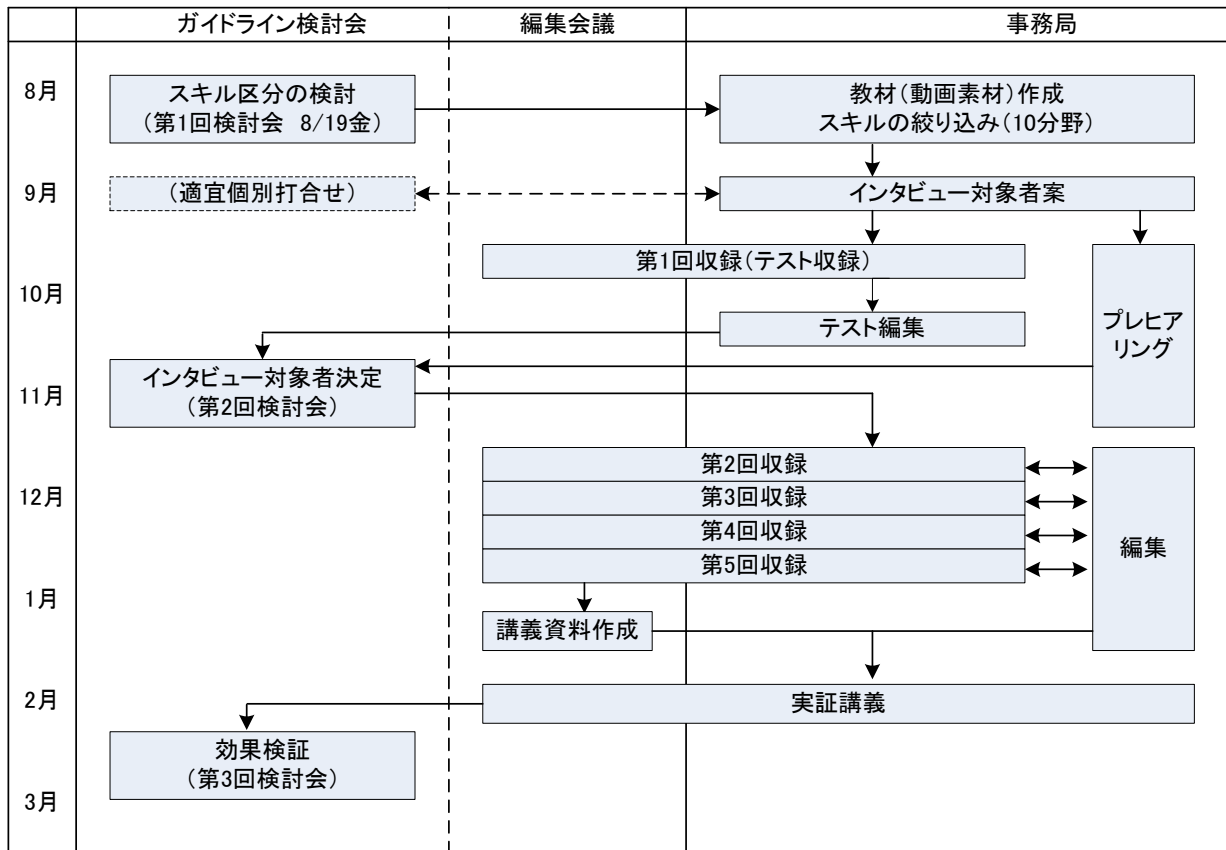 ガイドライン検討会
編集会議
事務局
8月
スキル区分の検討
(第1回検討会 8/19金)
教材(動画素材)作成
スキルの絞り込み(10分野)
9月
(適宜個別打合せ)
インタビュー対象者案
第1回収録(テスト収録)
10月
テスト編集
プレヒア
リング
インタビュー対象者決定
(第2回検討会)
11月
第2回収録
12月
第3回収録
第4回収録
編集
第5回収録
1月
講義資料作成
2月
実証講義
効果検証
(第3回検討会)
3月